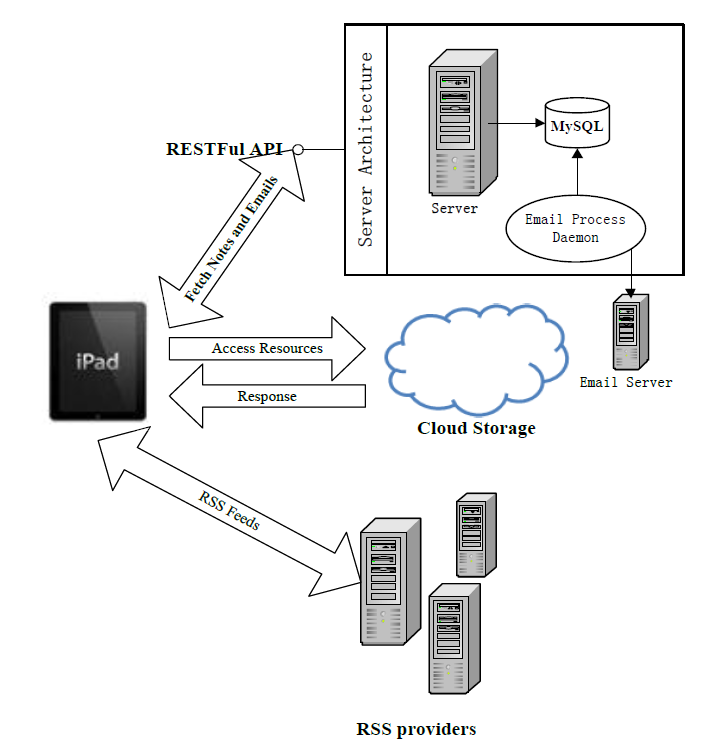 Server Architecture
Server
MySQL
Email Process
Daemon
RESTFul API
Fetch Notes and Emails
iPad
Access Resources
Response
Cloud Storage
Email Server
RSS Feeds
RSS providers